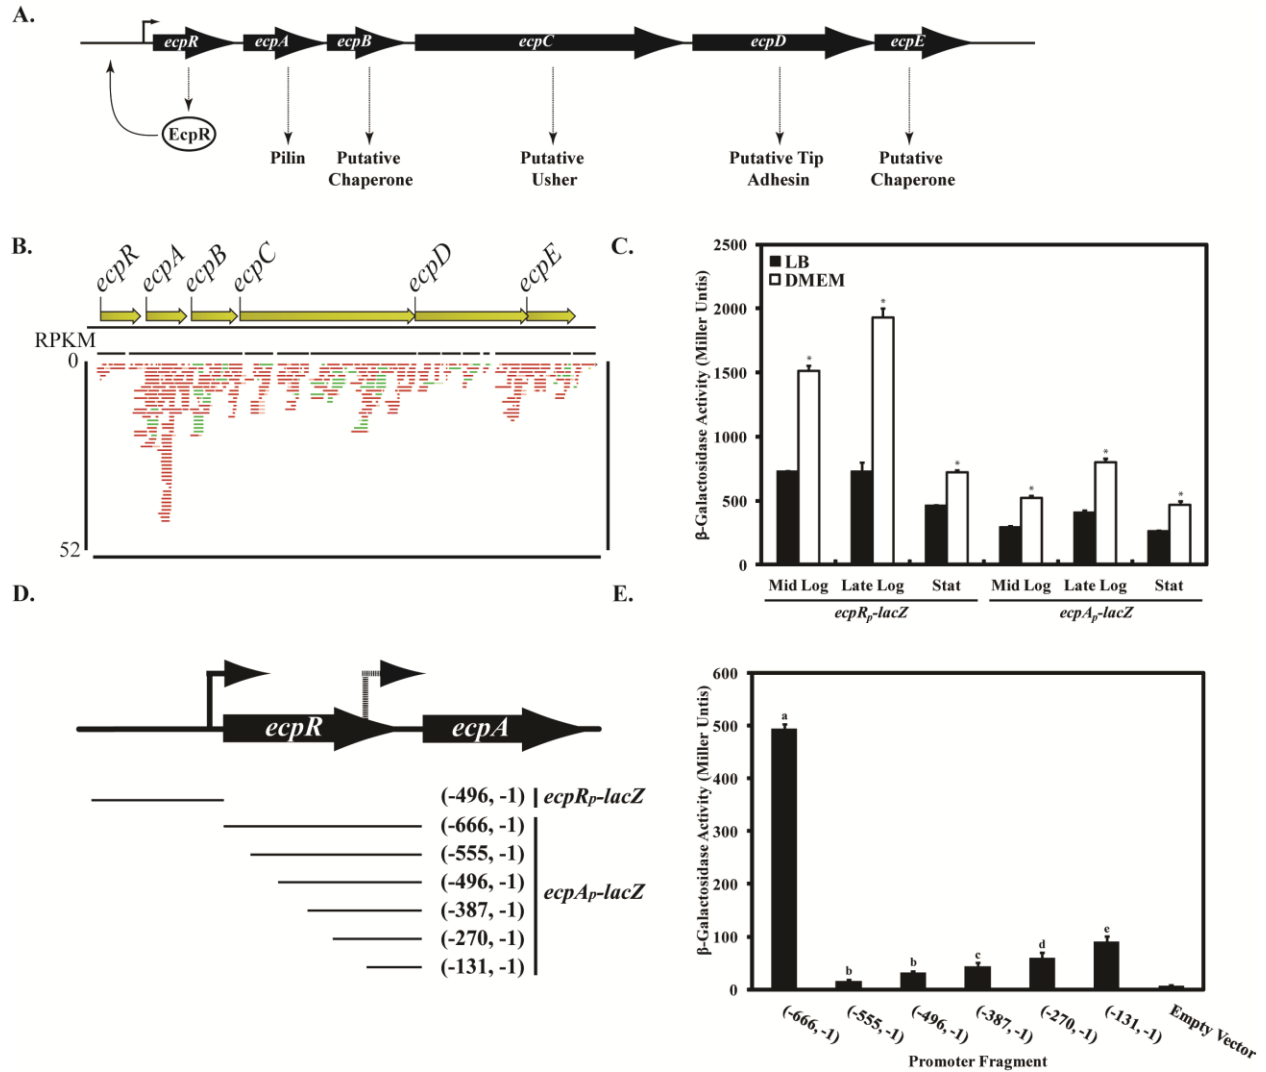 A.
ecpR ecpA ecpB ecpC ecpD ecpE
EcpR
Pilin
Putative
Chaperone
Putative
Usher
Putative Tip
Adhesin
Putative
Chaperone
B.
ecpR ecpA ecpB ecpC ecpD ecpE
RPKM
0
52
C.
β-Galactosidase Activity (Miller Untis)
2500
2000
1500
1000
500
0
LB
DMEM
* * * * * *
Mid Log Late Log Stat Mid Log Late Log Stat
ecpRp-lacZ ecpAp-lacZ
D.
ecpR ecpA
(-496, -1) ecpRp-lacZ
(-666, -1)
(-555, -1)
(-496, -1)
ecpAp-lacZ
(-387, -1)
(-270, -1)
(-131, -1)
E.
β-Galactosidase Activity (Miller Untis)
600
500
400
300
200
100
0
a b b c d e
(-666, -1) (-555, -1) (-496, -1) (-387, -1) (-270, -1) (-131, -1) Empty Vector
Promoter Fragment